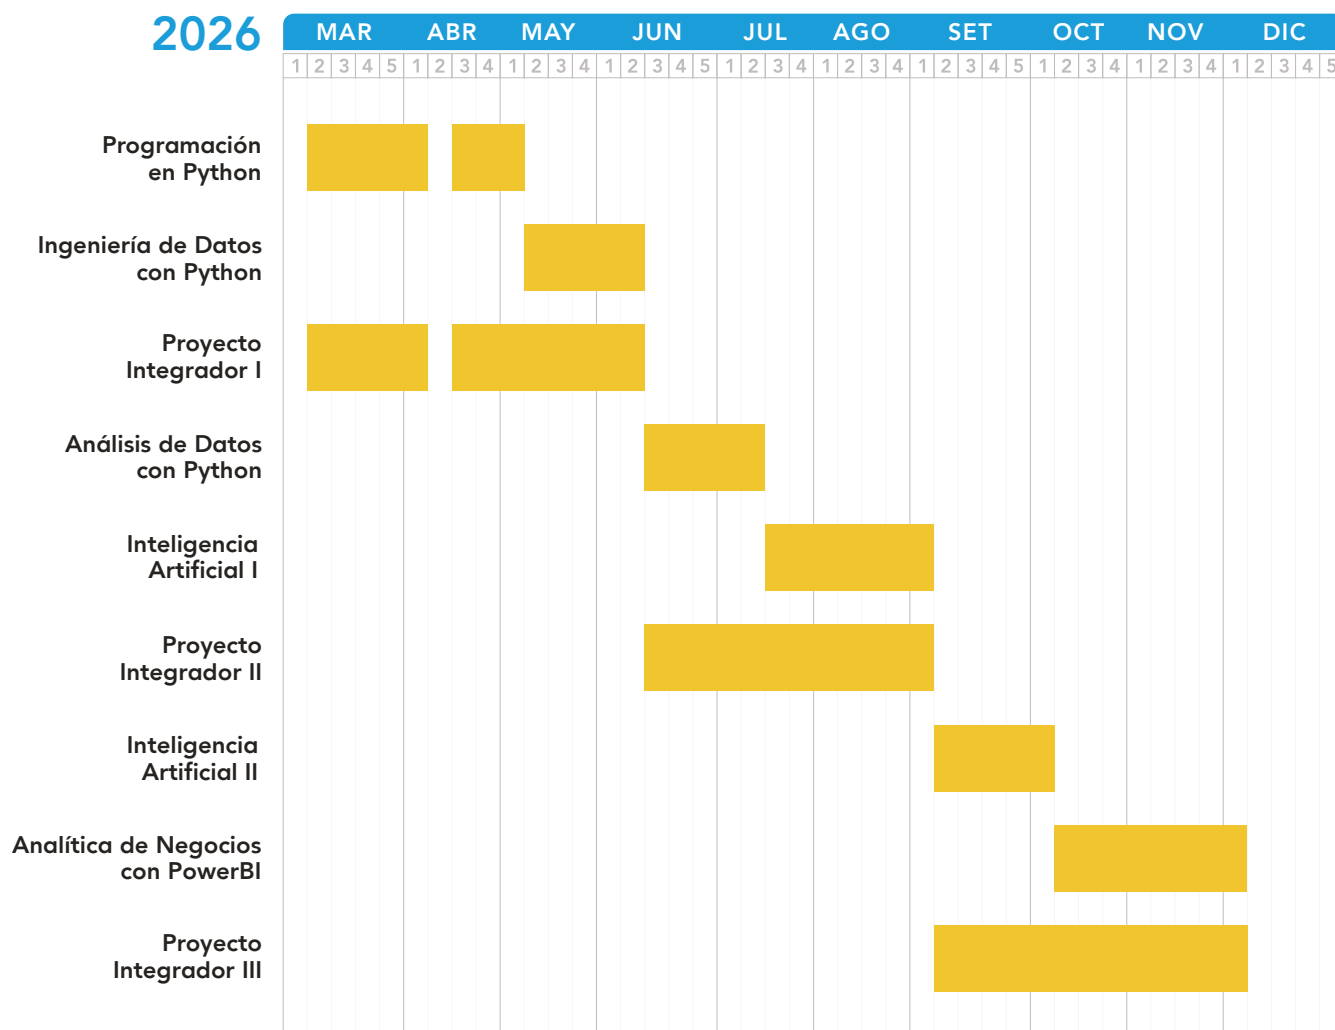 2026 MAR ABR MAY JUN JUL AGO SET OCT NOV DIC
1 2 3 4 5 1 2 3 4 1 2 3 4 1 2 3 4 5 1 2 3 4 1 2 3 4 1 2 3 4 5 1 2 3 4 1 2 3 4 1 2 3 4 5
Programación
en Python
Ingeniería de Datos
con Python
Proyecto
Integrador I
Análisis de Datos
con Python
Inteligencia
Artificial I
Proyecto
Integrador II
Inteligencia
Artificial II
Analítica de Negocios
con PowerBI
Proyecto
Integrador III